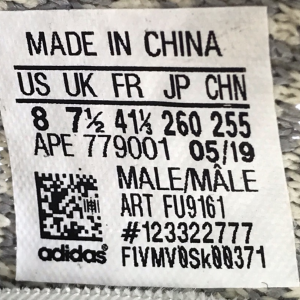 MADE IN CHINA
US UK FR JP CHN
8 7½ 41⅓ 260 255
APE 779001 05/19
MALE/MÂLE
ART FU9161
#123322777
adidas® F1VMV0Sk00371